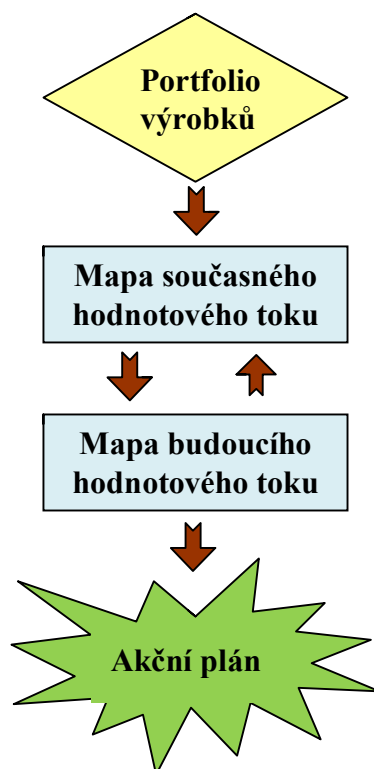 Portfolio
výrobků
Mapa současného
hodnotového toku
Mapa budoucího
hodnotového toku
Akční plán